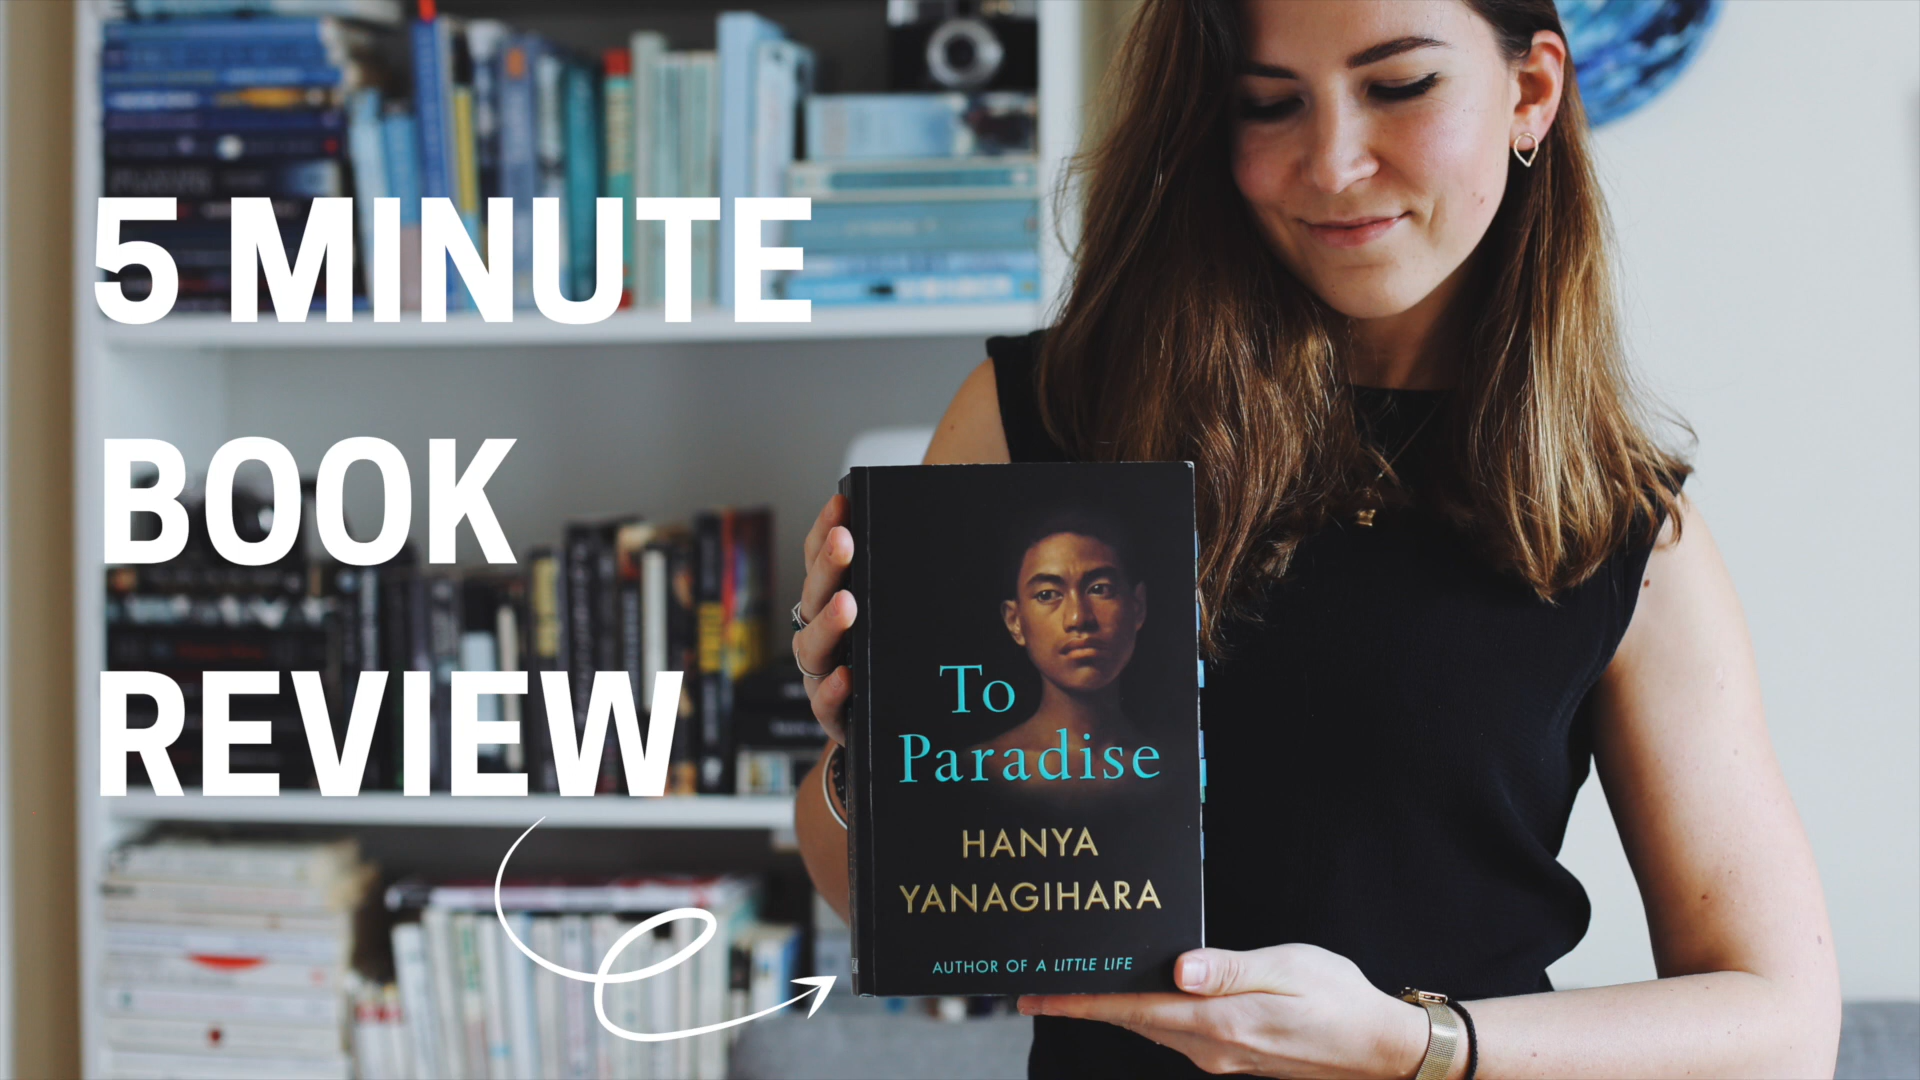 5 MINUTE
BOOK
REVIEW
To
Paradise
HANYA
YANAGIHARA
AUTHOR OF A LITTLE LIFE